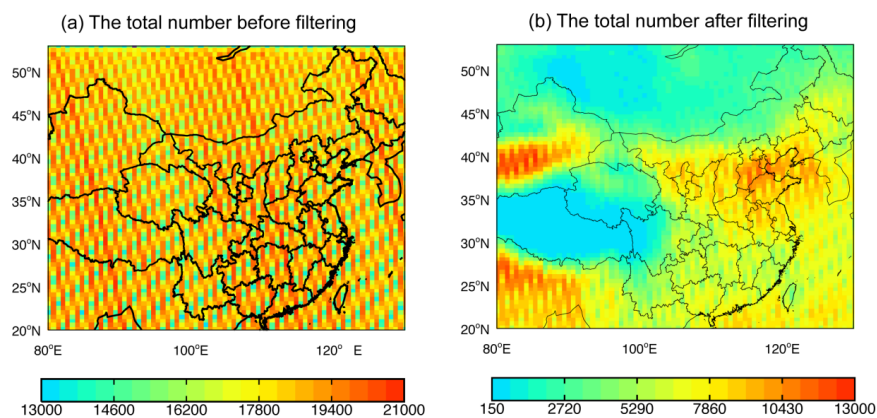 (a) The total number before filtering
(b) The total number after filtering
50°N
45°N
40°N
35°N
30°N
25°N
20°N
80°E 100°E 120° E
13000 14600 16200 17800 19400 21000
50°N
45°N
40°N
35°N
30°N
25°N
20°N
80°E 100°E 120°E
150 2720 5290 7860 10430 13000